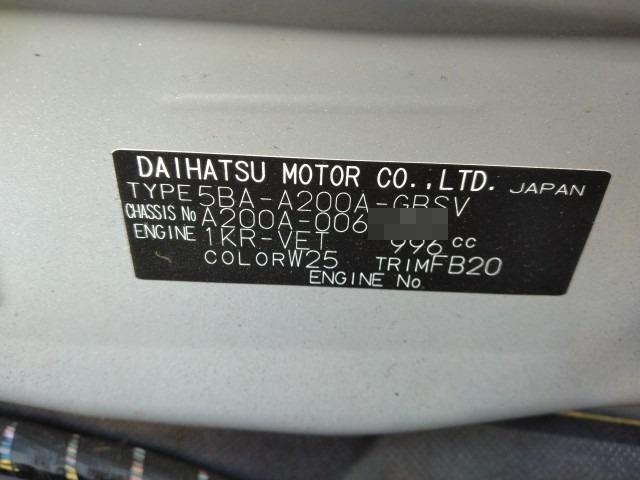 DAIHATSU MOTOR CO.,LTD. JAPAN
TYPE 5BA-A200A-GBSV
CHASSIS No A200A-006
ENGINE 1KR-VET 996 cc
COLOR W25 TRIM FB20
ENGINE No.